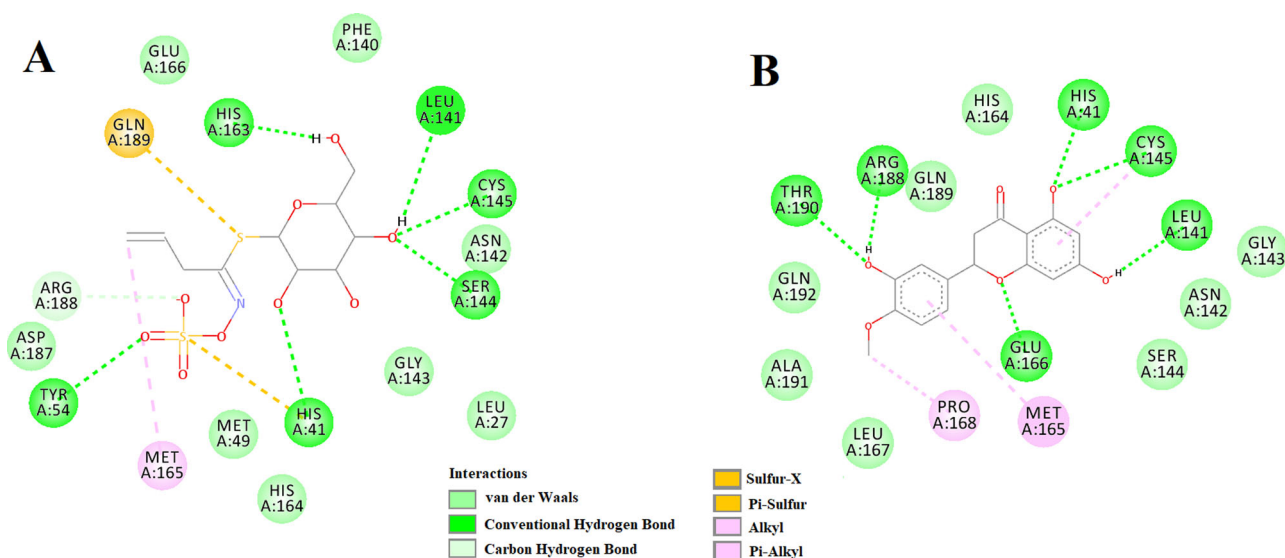 A
GLU
A:166
PHE
A:140
GLN
A:189
HIS
A:163
LEU
A:141
H
O
CYS
A:145
O
H
S
O
ASN
A:142
ARG
A:188
O
N
O
O
SER
A:144
ASP
A:187
O
S
O
O
GLY
A:143
TYR
A:54
MET
A:49
HIS
A:41
LEU
A:27
MET
A:165
HIS
A:164
B
HIS
A:164
HIS
A:41
ARG
A:188
GLN
A:189
CYS
A:145
THR
A:190
O
O
H
O
LEU
A:141
GLY
A:143
GLN
A:192
O
O
H
ASN
A:142
O
GLU
A:166
SER
A:144
ALA
A:191
PRO
A:168
MET
A:165
LEU
A:167
Interactions
van der Waals
Conventional Hydrogen Bond
Carbon Hydrogen Bond
Sulfur-X
Pi-Sulfur
Alkyl
Pi-Alkyl